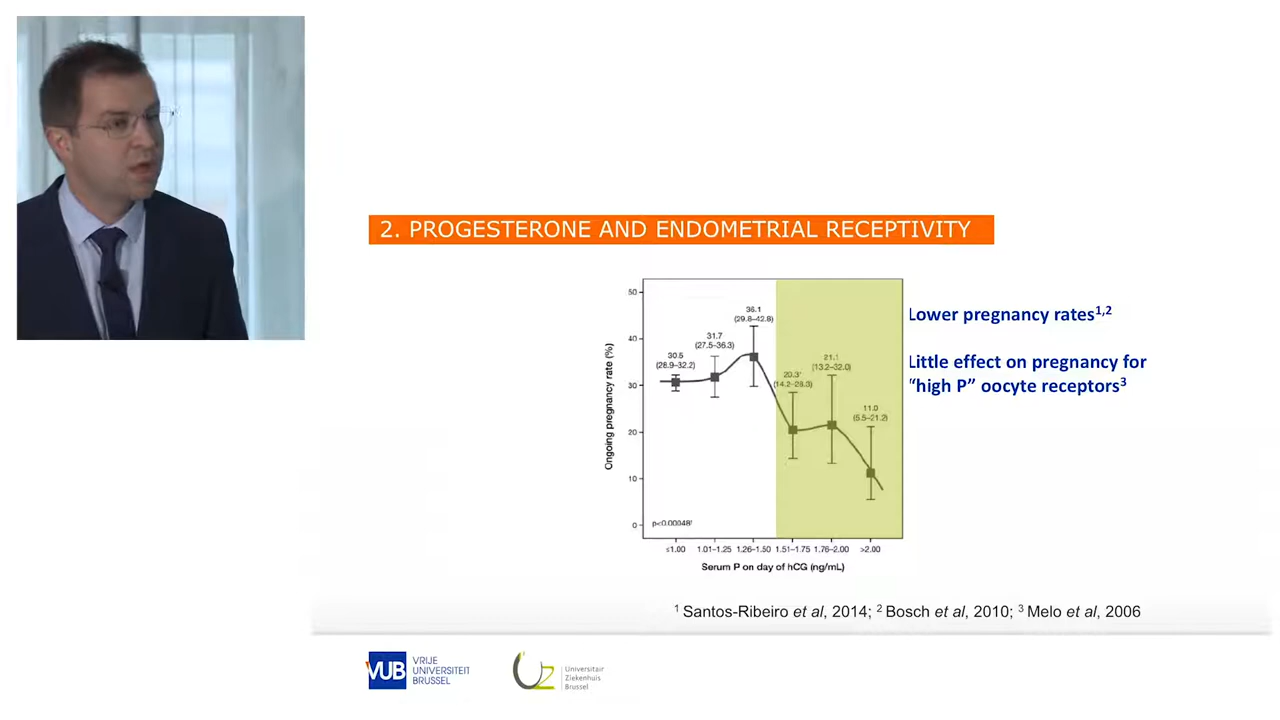 2. PROGESTERONE AND ENDOMETRIAL RECEPTIVITY
50
40
30
20
10
0
Ongoing pregnancy rate (%)
30.5
(28.9–32.2)
31.7
(27.5–36.3)
36.1
(29.8–42.8)
20.3*
(14.2–28.0)
21.1
(13.2–32.0)
11.0
(5.5–21.2)
p<0.00048†
≤1.00 1.01–1.25 1.26–1.50 1.51–1.75 1.76–2.00 >2.00
Serum P on day of hCG (ng/mL)
Lower pregnancy rates1,2
Little effect on pregnancy for
“high P” oocyte receptors3
1 Santos-Ribeiro et al, 2014; 2 Bosch et al, 2010; 3 Melo et al, 2006
VUB
VRIJE
UNIVERSITEIT
BRUSSEL
UZ
Universitair
Ziekenhuis
Brussel